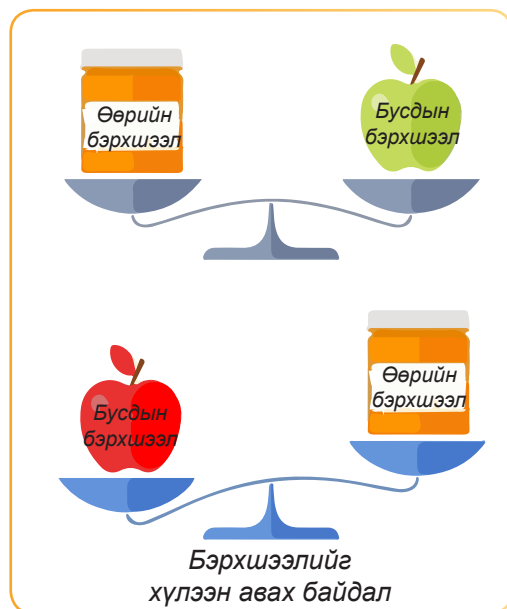 Өөрийн
бэрхшээл
Бусдын
бэрхшээл
Бусдын
бэрхшээл
Өөрийн
бэрхшээл
Бэрхшээлийг
хүлээн авах байдал